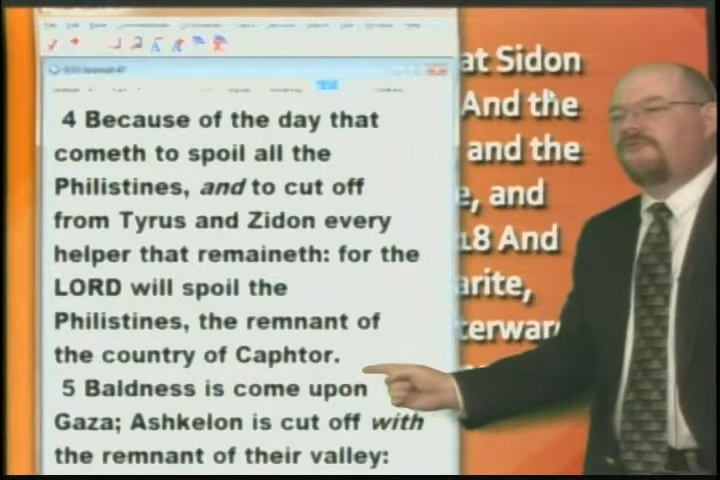 4 Because of the day that
cometh to spoil all the
Philistines, and to cut off
from Tyrus and Zidon every
helper that remaineth: for the
LORD will spoil the
Philistines, the remnant of
the country of Caphtor.
5 Baldness is come upon
Gaza; Ashkelon is cut off with
the remnant of their valley:
at Sidon
And the
and the
, and
18 And
arite,
terwar